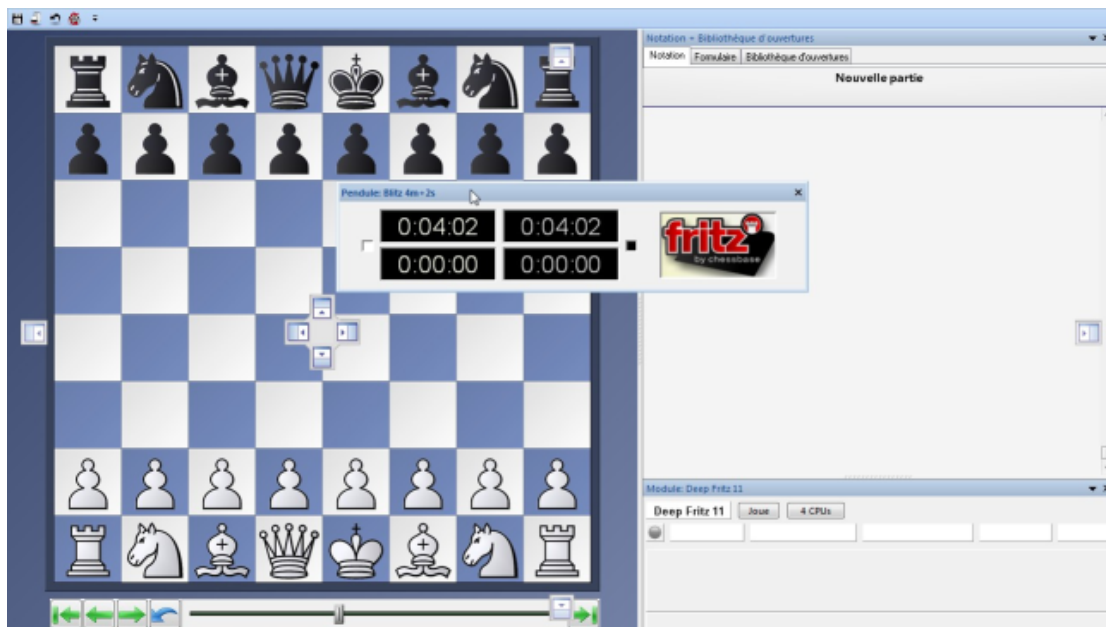 Notation + Bibliothèque d'ouvertures
Notation Formulaire Bibliothèque d'ouvertures
Nouvelle partie
Pendule: Blitz 4m+2s
0:04:02 0:04:02
0:00:00 0:00:00
fritz
by chessbase
Module: Deep Fritz 11
Deep Fritz 11 Joue 4 CPUs